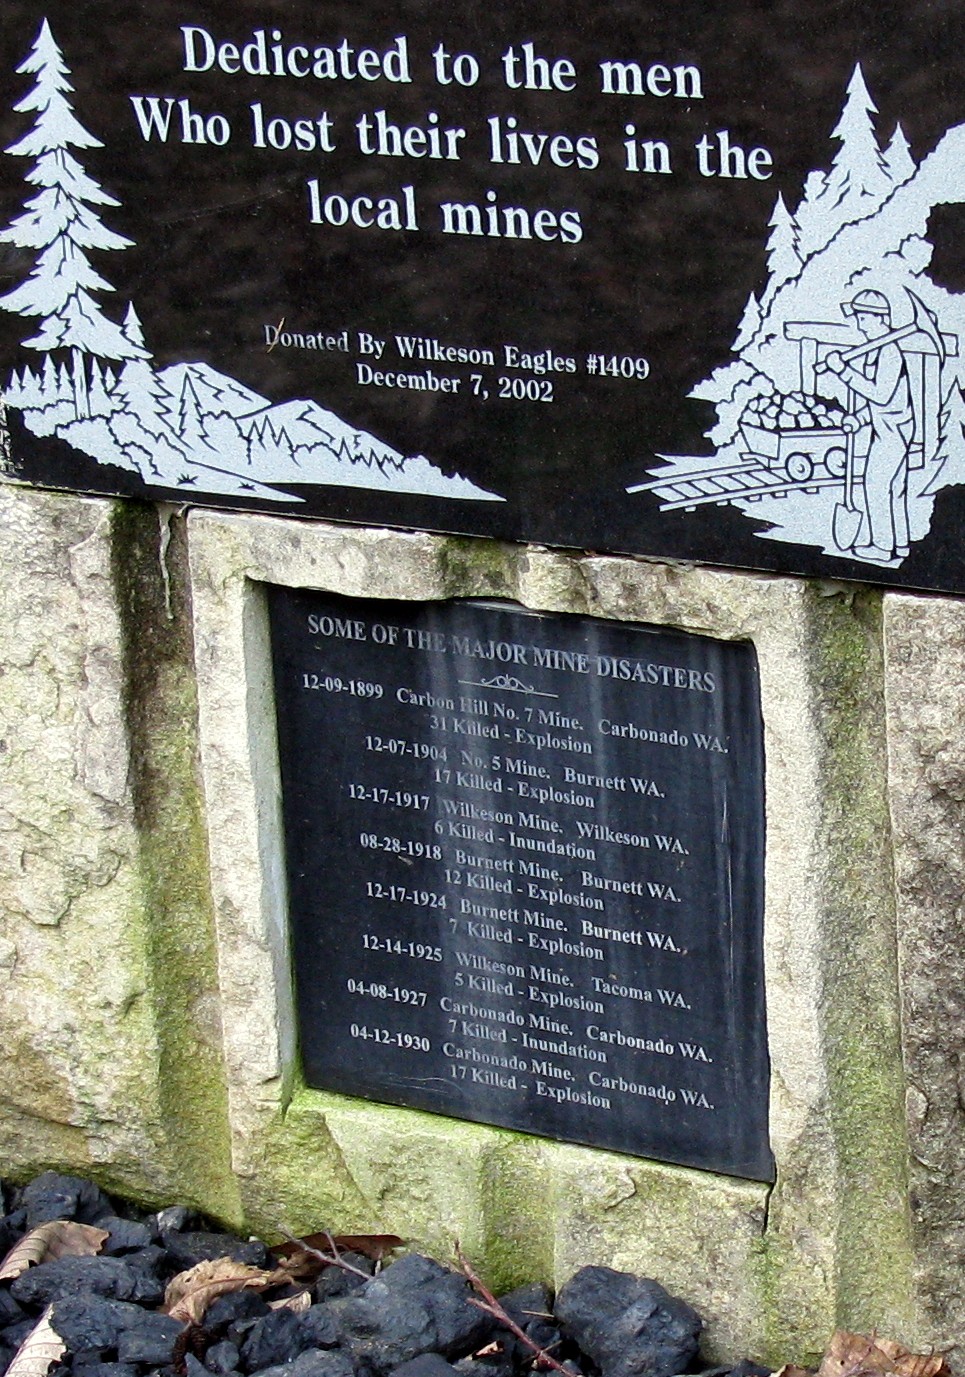 Dedicated to the men
Who lost their lives in the
local mines
Donated By Wilkeson Eagles #1409
December 7, 2002
SOME OF THE MAJOR MINE DISASTERS
12-09-1899 Carbon Hill No. 7 Mine. Carbonado WA.
31 Killed - Explosion
12-07-1904 No. 5 Mine. Burnett WA.
17 Killed - Explosion
12-17-1917 Wilkeson Mine. Wilkeson WA.
6 Killed - Inundation
08-28-1918 Burnett Mine. Burnett WA.
12 Killed - Explosion
12-17-1924 Burnett Mine. Burnett WA.
7 Killed - Explosion
12-14-1925 Wilkeson Mine. Tacoma WA.
5 Killed - Explosion
04-08-1927 Carbonado Mine. Carbonado WA.
7 Killed - Inundation
04-12-1930 Carbonado Mine. Carbonado WA.
17 Killed - Explosion